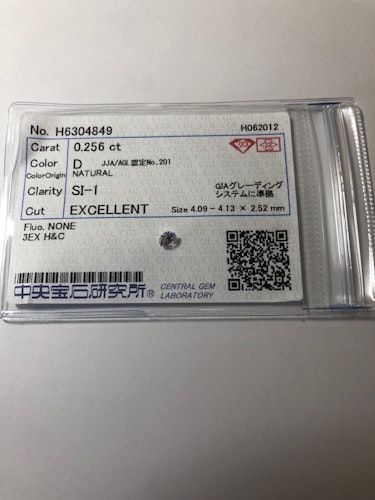 No. H6304849 H062012
Carat 0.256 ct
Color D JJA/AGL認定No.201
ColorOrigin NATURAL
Clarity SI-1 GIAグレーディングシステムに準拠
Cut EXCELLENT Size 4.09 - 4.13 × 2.52 mm
Fluo. NONE
3EX H&C
中央宝石研究所® CENTRAL GEM LABORATORY